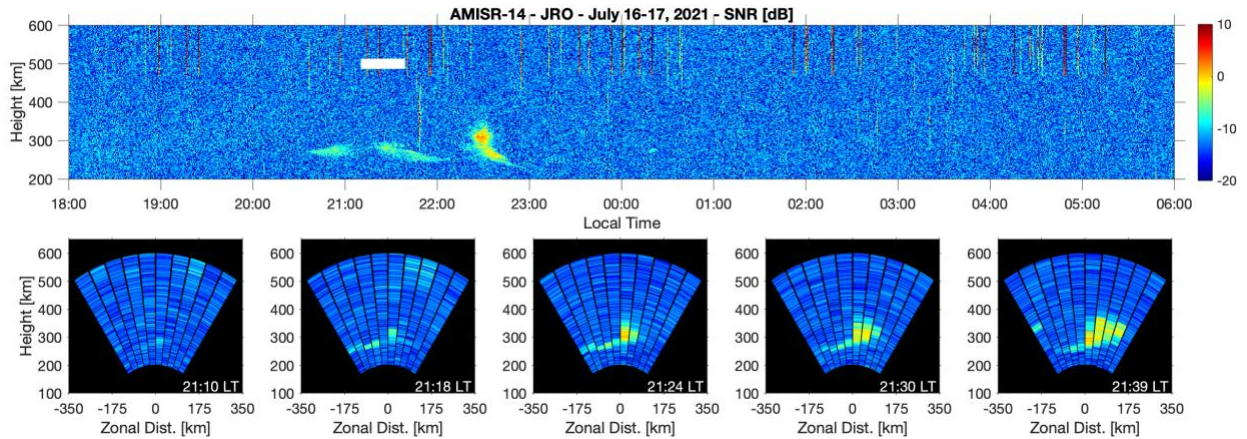 AMISR-14 - JRO - July 16-17, 2021 - SNR [dB]
600
500
400
300
200
Height [km]
18:00 19:00 20:00 21:00 22:00 23:00 00:00 01:00 02:00 03:00 04:00 05:00 06:00
Local Time
10
0
-10
-20
600
500
400
300
200
100
Height [km]
21:10 LT
-350 -175 0 175 350
Zonal Dist. [km]
600
500
400
300
200
100
21:18 LT
-350 -175 0 175 350
Zonal Dist. [km]
600
500
400
300
200
100
21:24 LT
-350 -175 0 175 350
Zonal Dist. [km]
600
500
400
300
200
100
21:30 LT
-350 -175 0 175 350
Zonal Dist. [km]
600
500
400
300
200
100
21:39 LT
-350 -175 0 175 350
Zonal Dist. [km]